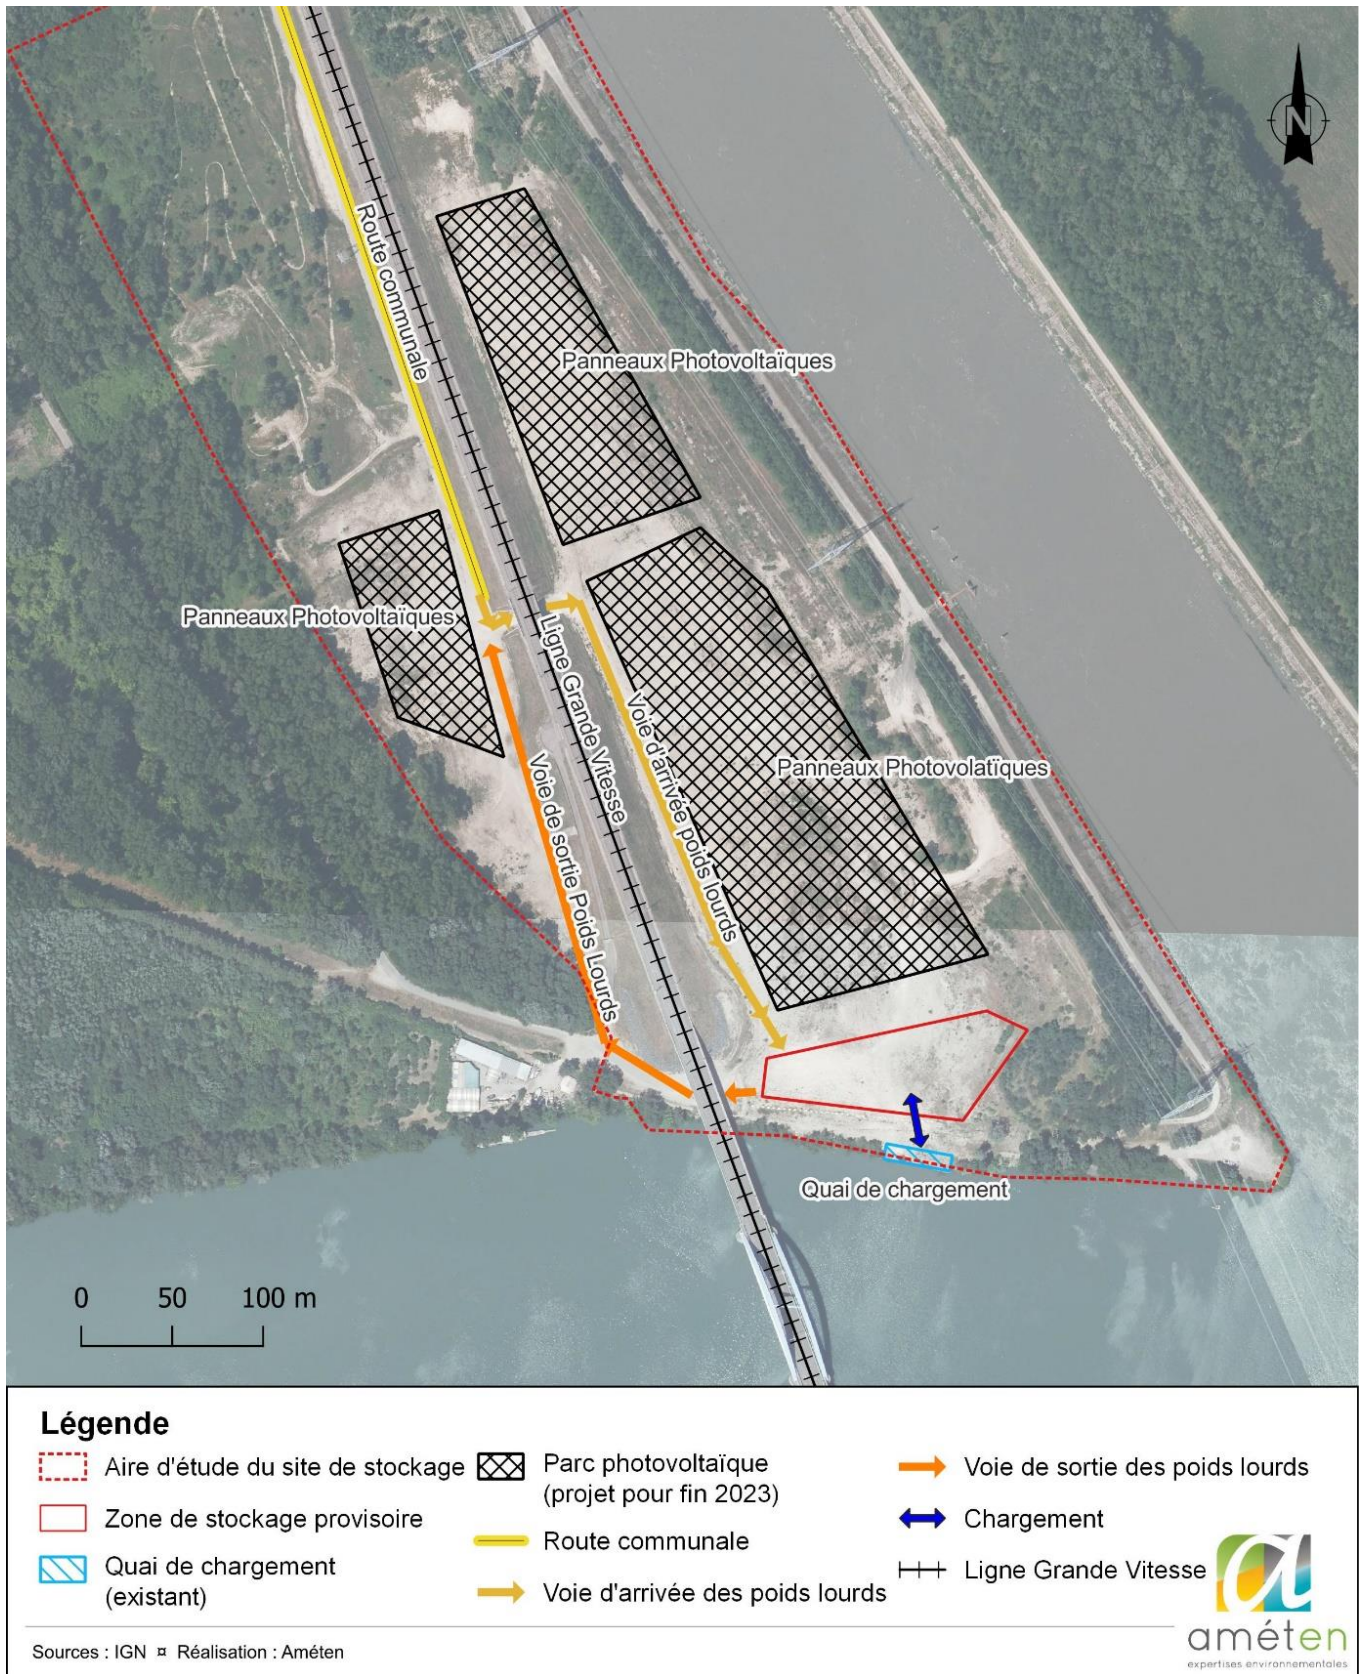 N
Route communale
Panneaux Photovoltaïques
Panneaux Photovoltaïques
Ligne Grande Vitesse
Voie d'arrivée poids lourds
Panneaux Photovolatïques
Voie de sortie Poids Lourds
Quai de chargement
0 50 100 m
Légende
Aire d'étude du site de stockage
Zone de stockage provisoire
Quai de chargement
(existant)
Parc photovoltaïque
(projet pour fin 2023)
Route communale
Voie d'arrivée des poids lourds
Voie de sortie des poids lourds
Chargement
Ligne Grande Vitesse
Sources : IGN ¤ Réalisation : Améten
a
améten
expertises environnementales